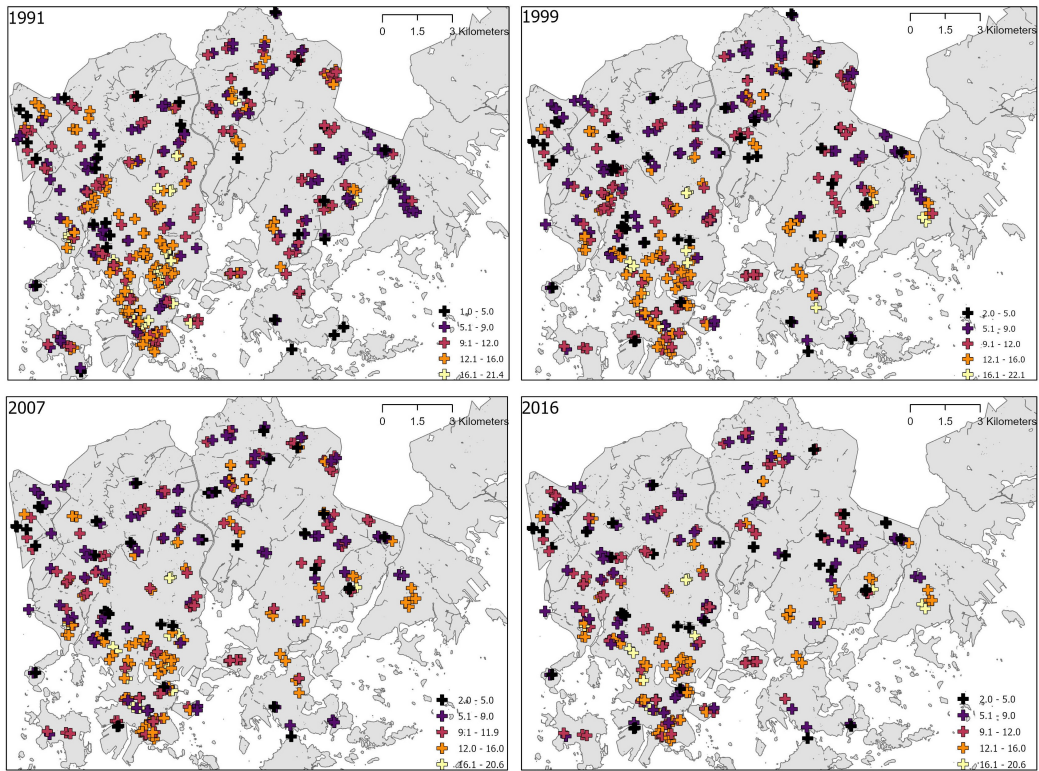 1991
0 1.5 3 Kilometers
1.0 - 5.0
5.1 - 9.0
9.1 - 12.0
12.1 - 16.0
16.1 - 21.4
1999
0 1.5 3 Kilometers
2.0 - 5.0
5.1 - 9.0
9.1 - 12.0
12.1 - 16.0
16.1 - 22.1
2007
0 1.5 3 Kilometers
2.0 - 5.0
5.1 - 9.0
9.1 - 11.9
12.0 - 16.0
16.1 - 20.6
2016
0 1.5 3 Kilometers
2.0 - 5.0
5.1 - 9.0
9.1 - 12.0
12.1 - 16.0
16.1 - 20.6